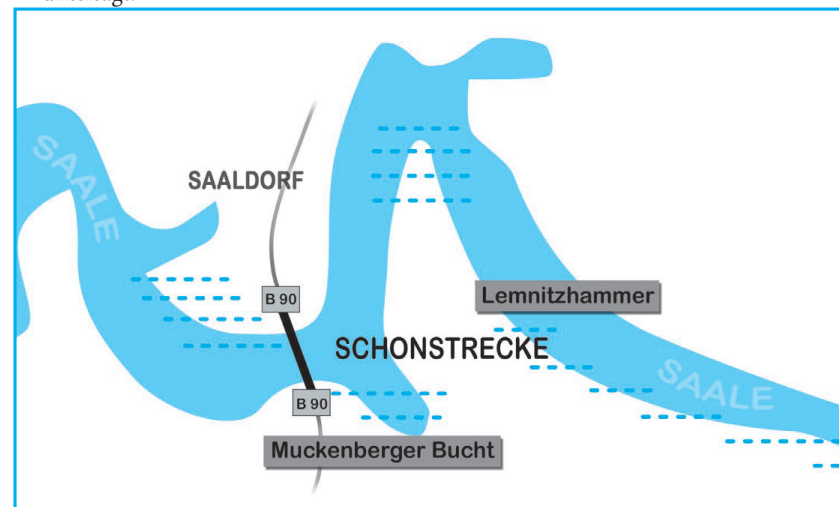 SAALE
SAALDORF
B 90
Lemnitzhammer
SCHONSTRECKE
SAALE
B 90
Muckenberger Bucht